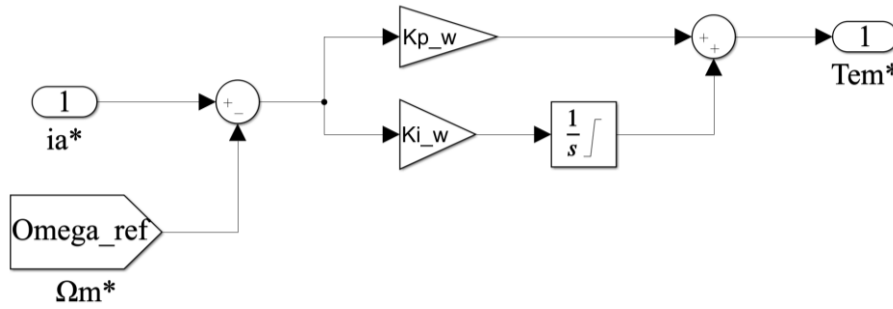 Kp_w
+
+
1
Tem*
1
ia*
+
−
Ki_w
1
s
Omega_ref
Ωm*